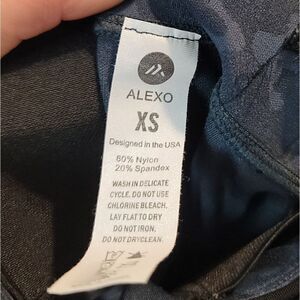 ALEXO
XS
Designed in the USA
80% Nylon
20% Spandex
WASH IN DELICATE
CYCLE. DO NOT USE
CHLORINE BLEACH.
LAY FLAT TO DRY
DO NOT IRON.
DO NOT DRYCLEAN.